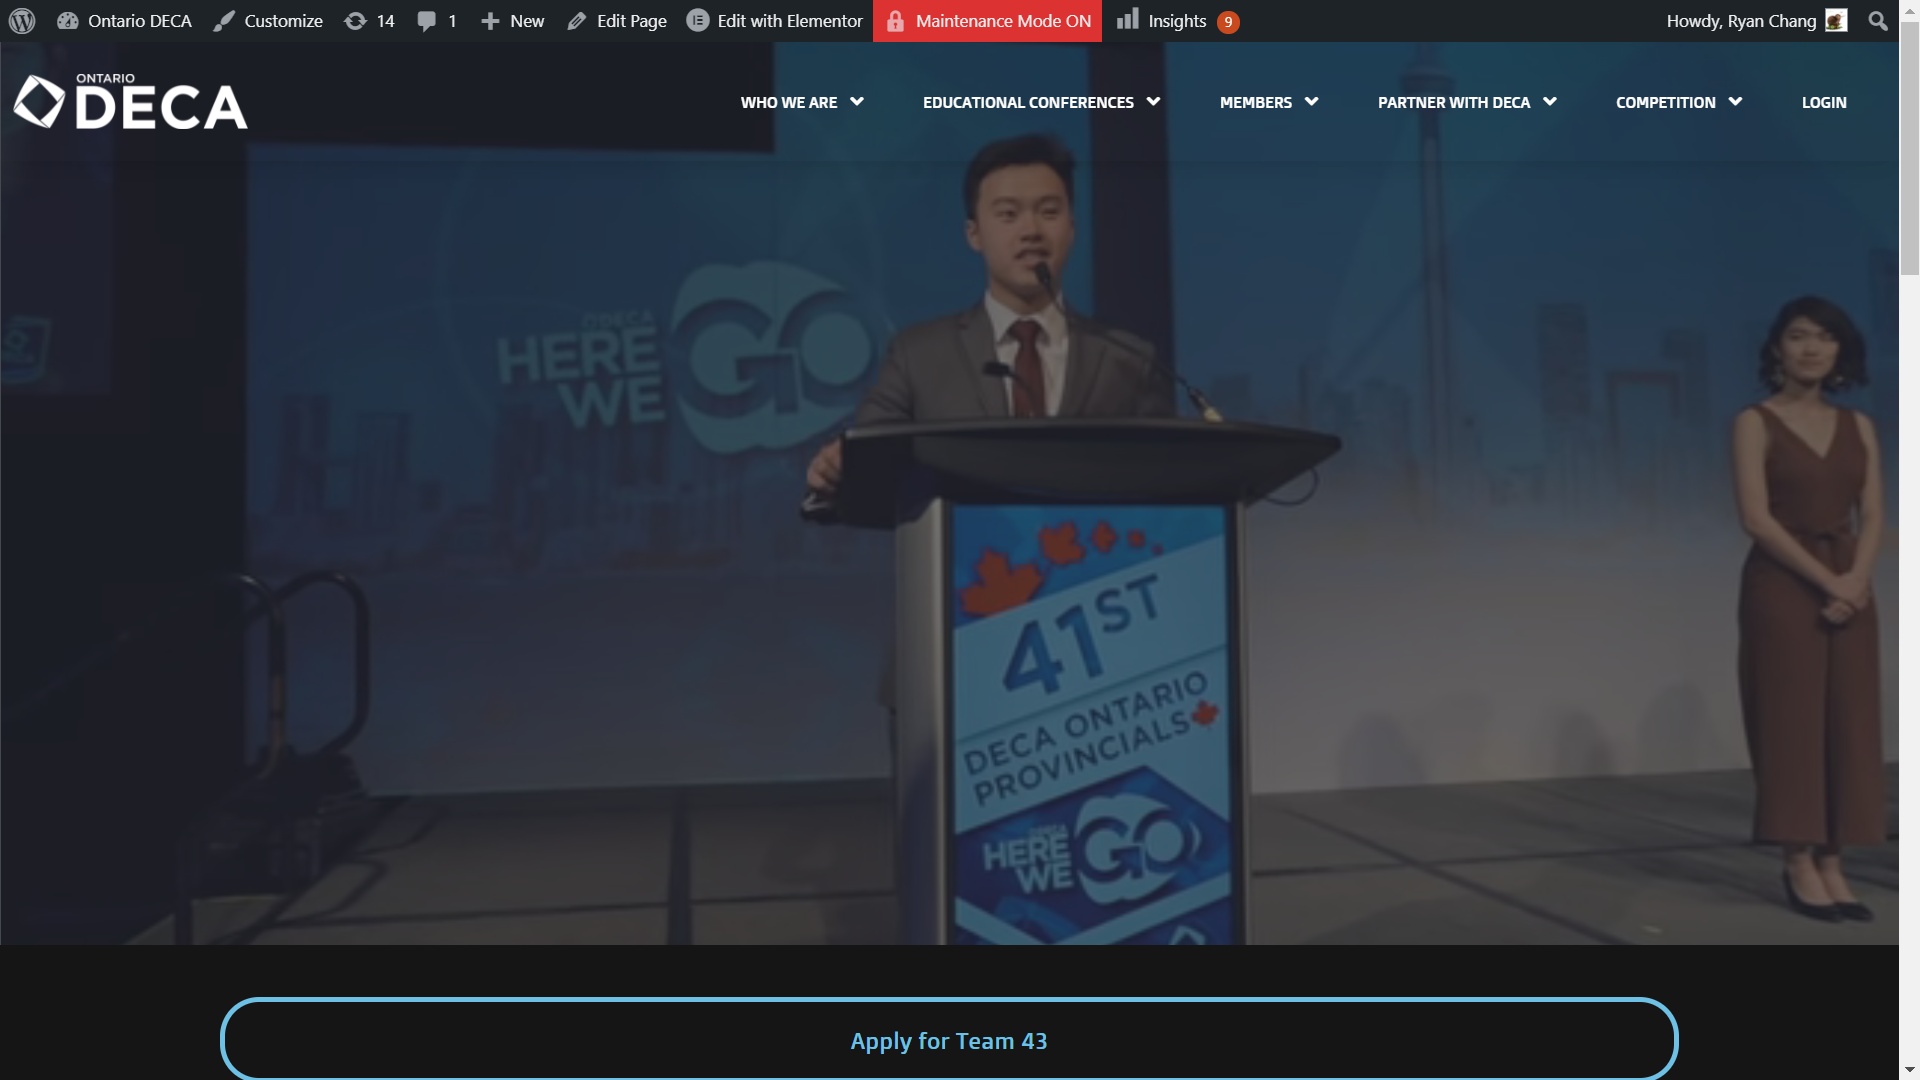 Ontario DECA
Customize
14
1
New
Edit Page
Edit with Elementor
Maintenance Mode ON
Insights
9
Howdy, Ryan Chang
ONTARIO
DECA
WHO WE ARE
EDUCATIONAL CONFERENCES
MEMBERS
PARTNER WITH DECA
COMPETITION
LOGIN
DECA
HERE
WE
GO
41ST
DECA ONTARIO
PROVINCIALS
HERE
WE
GO
Apply for Team 43